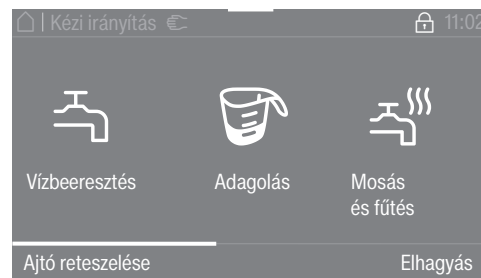 Kézi irányítás 11:02
Vízbeeresztés Adagolás Mosás
és fűtés
Ajtó reteszelése Elhagyás